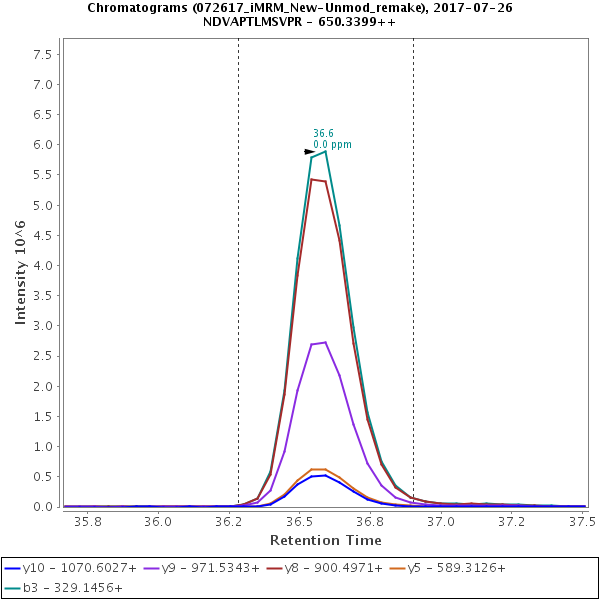 Chromatograms (072617_iMRM_New-Unmod_remake), 2017-07-26
NDVAPTLMSVPR - 650.3399++
36.6
0.0 ppm
7.5
7.0
6.5
6.0
5.5
5.0
4.5
4.0
3.5
3.0
2.5
2.0
1.5
1.0
0.5
0.0
Intensity 10^6
35.8 36.0 36.2 36.5 36.8 37.0 37.2 37.5
Retention Time
y10 - 1070.6027+ y9 - 971.5343+ y8 - 900.4971+ y5 - 589.3126+
b3 - 329.1456+